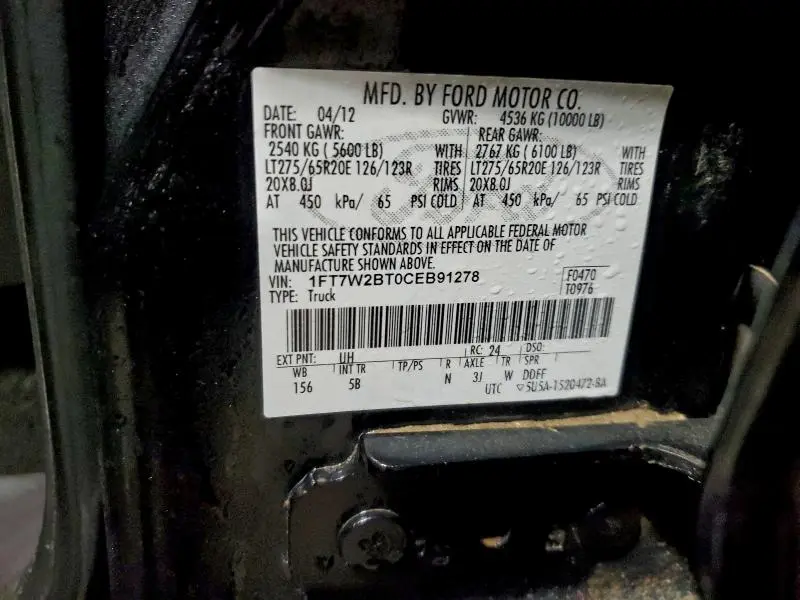 MFD. BY FORD MOTOR CO.
DATE: 04/12 GVWR: 4536 KG (10000 LB)
FRONT GAWR: REAR GAWR:
2540 KG ( 5600 LB) WITH 2767 KG ( 6100 LB) WITH
LT275/65R20E 126/123R TIRES LT275/65R20E 126/123R TIRES
20X8.0J RIMS 20X8.0J RIMS
AT 450 kPa/ 65 PSI COLD AT 450 kPa/ 65 PSI COLD
THIS VEHICLE CONFORMS TO ALL APPLICABLE FEDERAL MOTOR
VEHICLE SAFETY STANDARDS IN EFFECT ON THE DATE OF
MANUFACTURE SHOWN ABOVE.
VIN: 1FT7W2BT0CEB91278 F0470
TYPE: Truck T0976
EXT PNT: UH RC: 24 DSO:
WB INT TR TP/PS R AXLE TR SPR
156 5B N 3J W DDFF
UTC ▽5U5A-1520472-BA